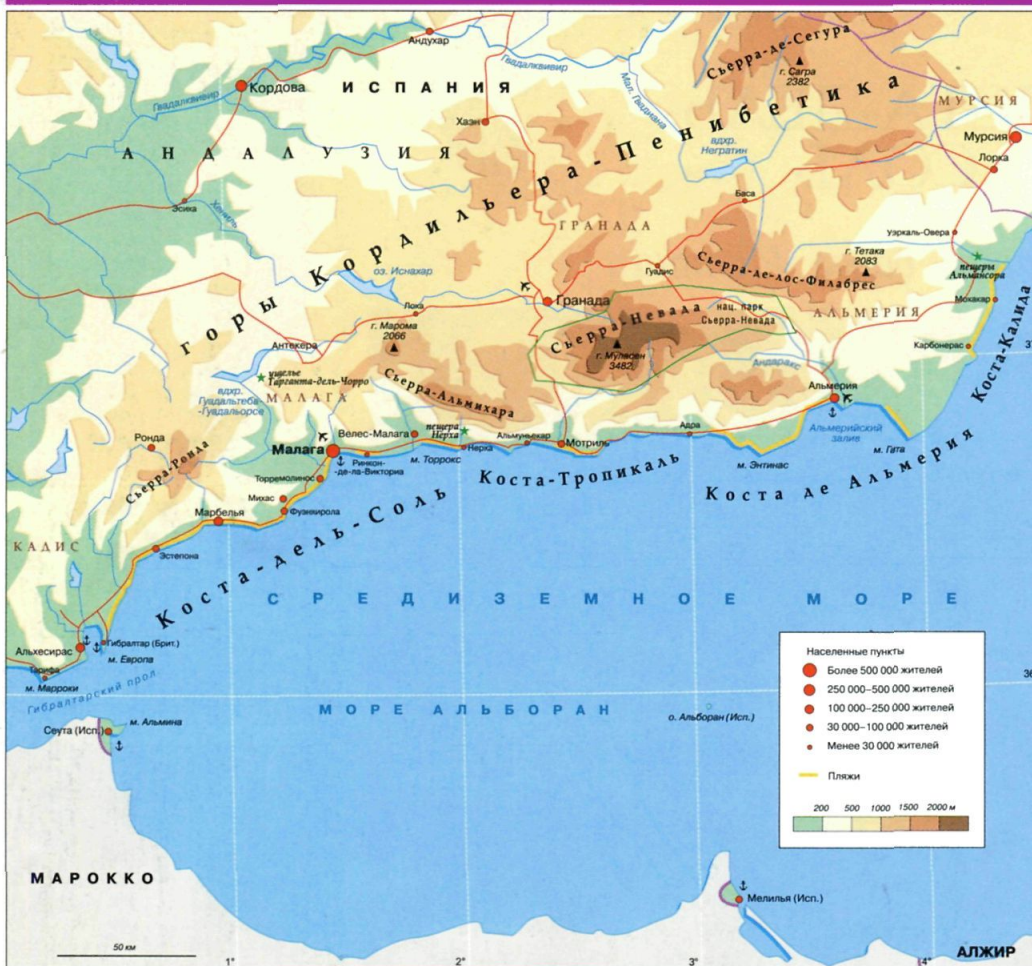 Андухар
Гвадалквивир
Сьерра-де-Сегура
г. Сагра
2382
Кордова
ИСПАНИЯ
Гвадалквивир
Мал. Гвадиана
МУРСИЯ
Хаэн
Мурсия
АНДАЛУЗИЯ
вдхр.
Негратин
Лорка
Горы Кордильера-Пенибетика
Эсиха
Хениль
Баса
ГРАНАДА
Уэркаль-Овера
г. Тетака
2083
оз. Иснахар
Гуадис
Сьерра-де-лос-Филабрес
пещеры
Альмансора
Гранада
Лоха
Мохакар
нац. парк
Сьерра-Невада
Сьерра-Невада
АЛЬМЕРИЯ
г. Марома
2066
Антекера
г. Муласен
3482
Карбонерас
Коста-Калида
Андаракс
ущелье
Гарганта-дель-Чорро
Сьерра-Альмихара
Альмерия
вдхр.
Гуадальтеба-
-Гуадальорсе
МАЛАГА
Альмерийский
залив
Ронда
Велес-Малага
пещера
Нерха
Альмуньекар
Мотриль
Адра
Малага
Нерха
м. Торрокс
Ринкон-
-де-ла-Виктория
м. Энтинас
м. Гата
Сьерра-Ронда
Торремолинос
Коста-Тропикаль
Коста де Альмерия
Михас
Фуэнхирола
Марбелья
КАДИС
Эстепона
Коста-дель-Соль
СРЕДИЗЕМНОЕ МОРЕ
Гибралтар (Брит.)
Альхесирас
м. Европа
Тарифа
м. Марроки
Гибралтарский прол.
МОРЕ АЛЬБОРАН
о. Альборан (Исп.)
м. Альмина
Сеута (Исп.)
Населенные пункты
Более 500 000 жителей
250 000–500 000 жителей
100 000–250 000 жителей
30 000–100 000 жителей
Менее 30 000 жителей
Пляжи
200 500 1000 1500 2000 м
МАРОККО
Мелилья (Исп.)
50 км
1° 2° 3° 4°
АЛЖИР